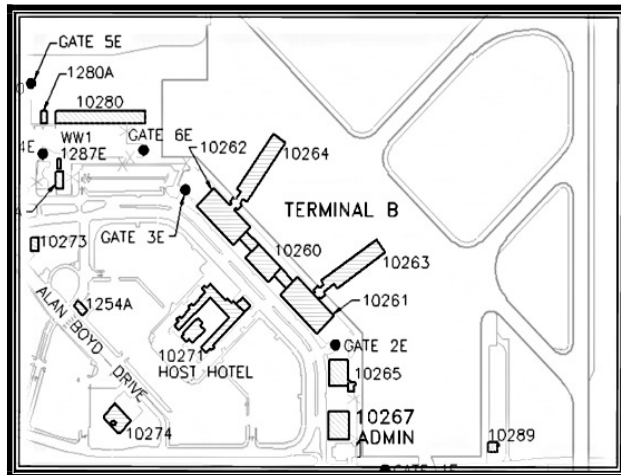 GATE 5E
1280A
10280
WW1
GATE 6E
10262
4E
1287E
10264
TERMINAL B
GATE 3E
10260
10273
10263
1254A
10261
ALAN BOYD DRIVE
10271
HOST HOTEL
GATE 2E
10265
10267
ADMIN
10274
10289